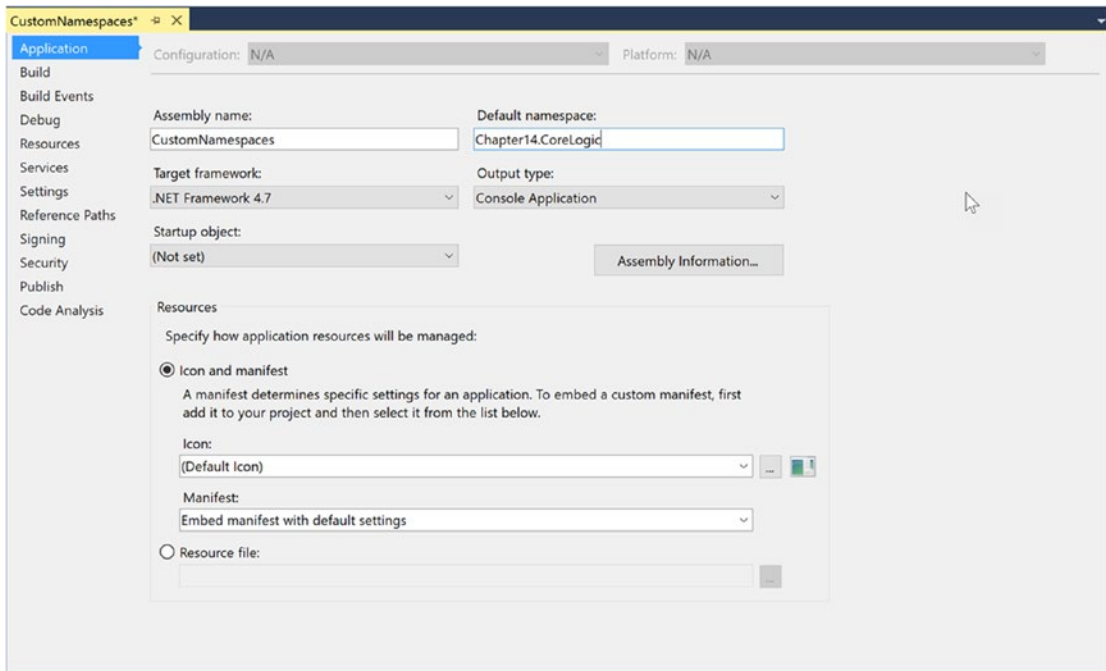 CustomNamespaces*
Application
Build
Build Events
Debug
Resources
Services
Settings
Reference Paths
Signing
Security
Publish
Code Analysis
Configuration: N/A Platform: N/A
Assembly name: Default namespace:
CustomNamespaces Chapter14.CoreLogic
Target framework: Output type:
.NET Framework 4.7 Console Application
Startup object:
(Not set) Assembly Information...
Resources
Specify how application resources will be managed:
Icon and manifest
A manifest determines specific settings for an application. To embed a custom manifest, first
add it to your project and then select it from the list below.
Icon:
(Default Icon) ...
Manifest:
Embed manifest with default settings
Resource file:
...